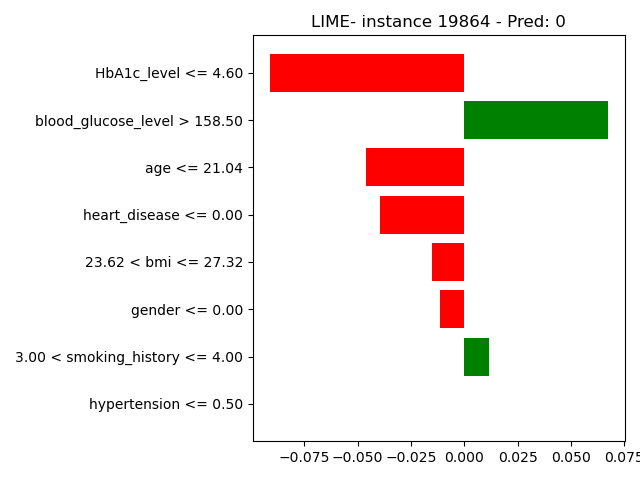 LIME- instance 19864 - Pred: 0
HbA1c_level <= 4.60
blood_glucose_level > 158.50
age <= 21.04
heart_disease <= 0.00
23.62 < bmi <= 27.32
gender <= 0.00
3.00 < smoking_history <= 4.00
hypertension <= 0.50
−0.075 −0.050 −0.025 0.000 0.025 0.050 0.075